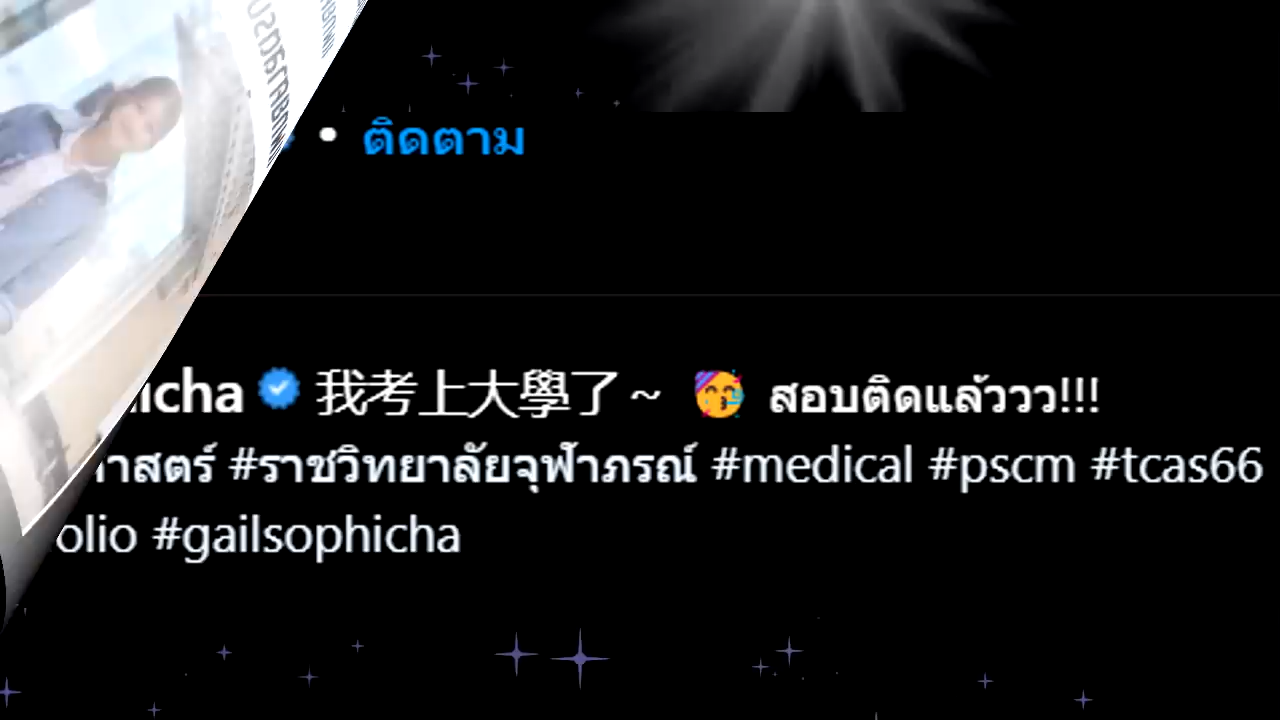 • ติดตาม
icha 我考上大學了~ 🥳 สอบติดแล้ววว!!!
าสตร์ #ราชวิทยาลัยจุฬาภรณ์ #medical #pscm #tcas66
olio #gailsophicha